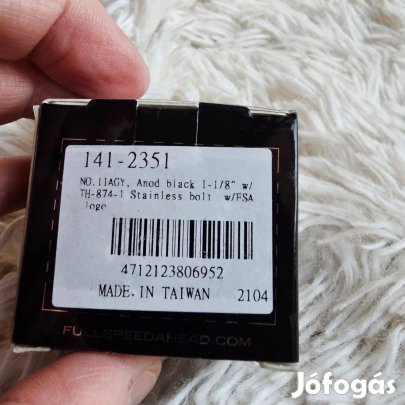 141-2351
NO.11AGY, Anod black 1-1/8" w/
TH-874-1 Stainless bolt w/FSA
logo
4712123806952
MADE IN TAIWAN 2104
FULLSPEEDAHEAD.COM
Jófogás